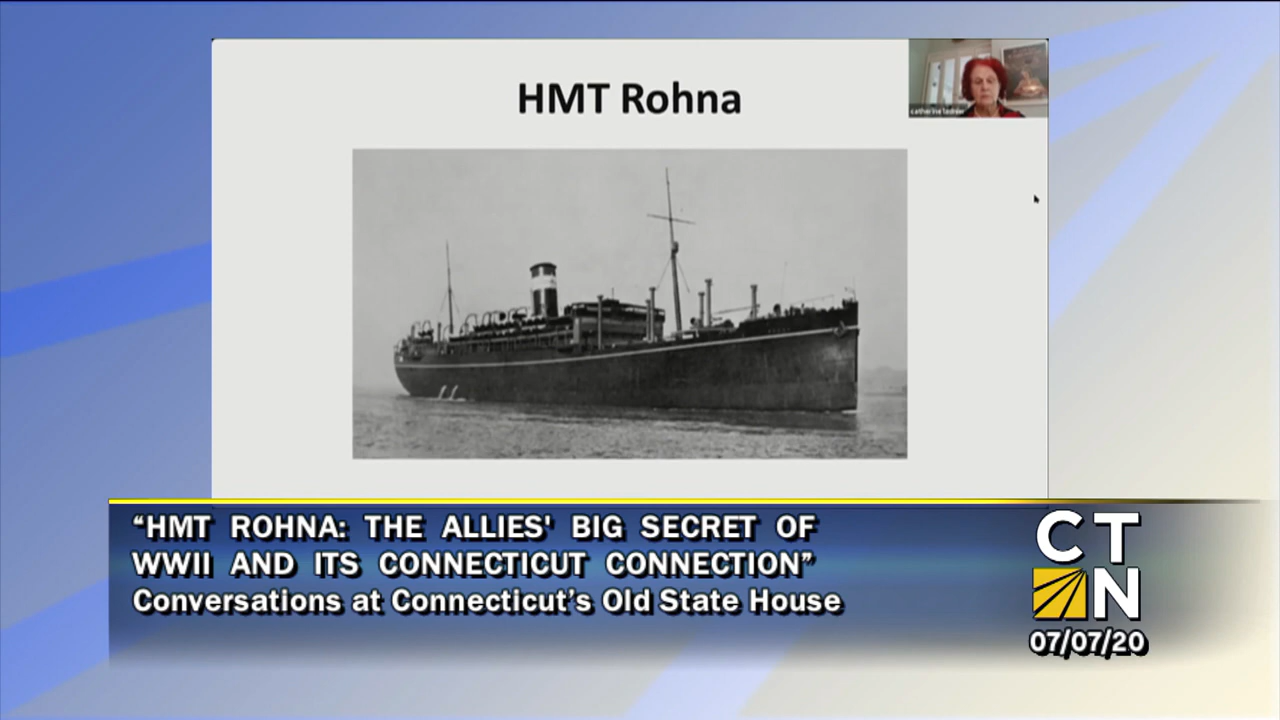 HMT Rohna
“HMT ROHNA: THE ALLIES' BIG SECRET OF
WWII AND ITS CONNECTICUT CONNECTION”
Conversations at Connecticut’s Old State House
CT
N
07/07/20